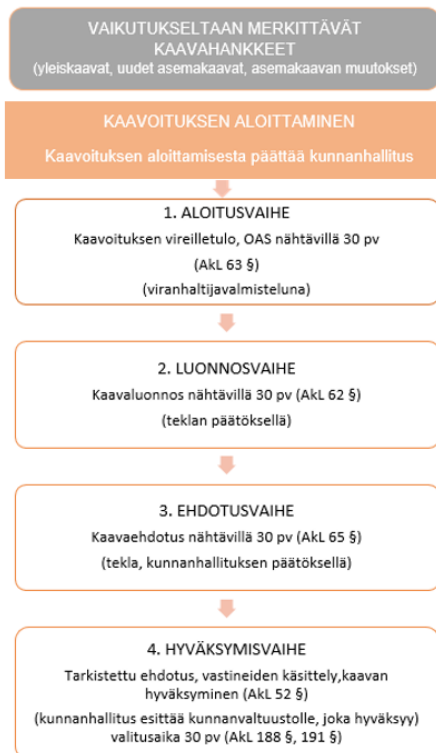 VAIKUTUKSELTAAN MERKITTÄVÄT
KAAVAHANKKEET
(yleiskaavat, uudet asemakaavat, asemakaavan muutokset)
KAAVOITUKSEN ALOITTAMINEN
Kaavoituksen aloittamisesta päättää kunnanhallitus
1. ALOITUSVAIHE
Kaavoituksen vireilletulo, OAS nähtävillä 30 pv
(AkL 63 §)
(viranhaltijavalmisteluna)
2. LUONNOSVAIHE
Kaavaluonnos nähtävillä 30 pv (AkL 62 §)
(teklan päätöksellä)
3. EHDOTUSVAIHE
Kaavaehdotus nähtävillä 30 pv (AkL 65 §)
(tekla, kunnanhallituksen päätöksellä)
4. HYVÄKSYMISVAIHE
Tarkistettu ehdotus, vastineiden käsittely,kaavan
hyväksyminen (AkL 52 §)
(kunnanhallitus esittää kunnanvaltuustolle, joka hyväksyy)
valitusaika 30 pv (AkL 188 §, 191 §)